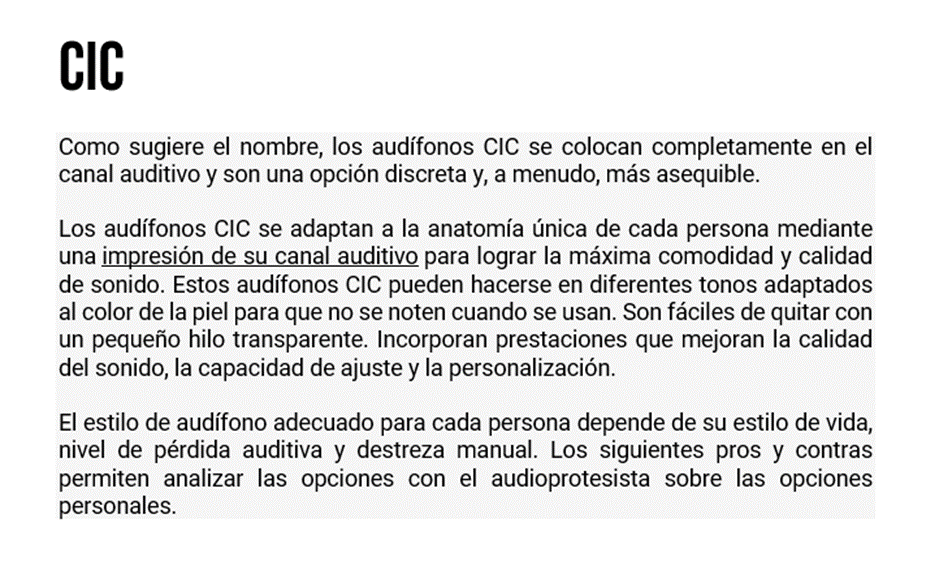 CIC
Como sugiere el nombre, los audífonos CIC se colocan completamente en el
canal auditivo y son una opción discreta y, a menudo, más asequible.
Los audífonos CIC se adaptan a la anatomía única de cada persona mediante
una impresión de su canal auditivo para lograr la máxima comodidad y calidad
de sonido. Estos audífonos CIC pueden hacerse en diferentes tonos adaptados
al color de la piel para que no se noten cuando se usan. Son fáciles de quitar con
un pequeño hilo transparente. Incorporan prestaciones que mejoran la calidad
del sonido, la capacidad de ajuste y la personalización.
El estilo de audífono adecuado para cada persona depende de su estilo de vida,
nivel de pérdida auditiva y destreza manual. Los siguientes pros y contras
permiten analizar las opciones con el audioprotesista sobre las opciones
personales.